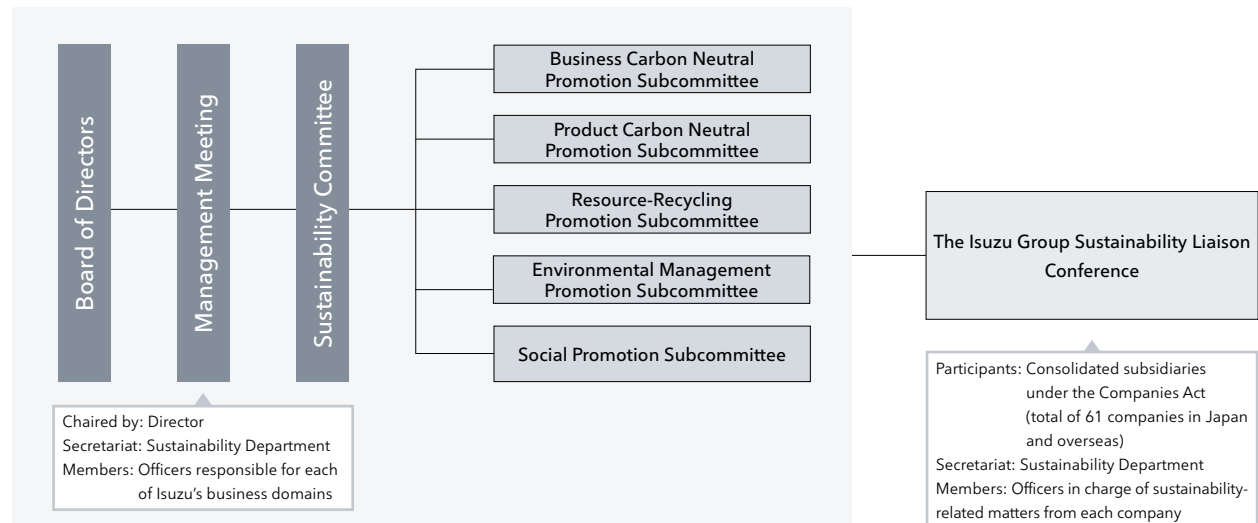 Board of Directors
Management Meeting
Sustainability Committee
Business Carbon Neutral
Promotion Subcommittee
Product Carbon Neutral
Promotion Subcommittee
Resource-Recycling
Promotion Subcommittee
Environmental Management
Promotion Subcommittee
Social Promotion Subcommittee
Chaired by: Director
Secretariat: Sustainability Department
Members: Officers responsible for each
of Isuzu’s business domains
The Isuzu Group Sustainability Liaison
Conference
Participants: Consolidated subsidiaries
under the Companies Act
(total of 61 companies in Japan
and overseas)
Secretariat: Sustainability Department
Members: Officers in charge of sustainability-
related matters from each company